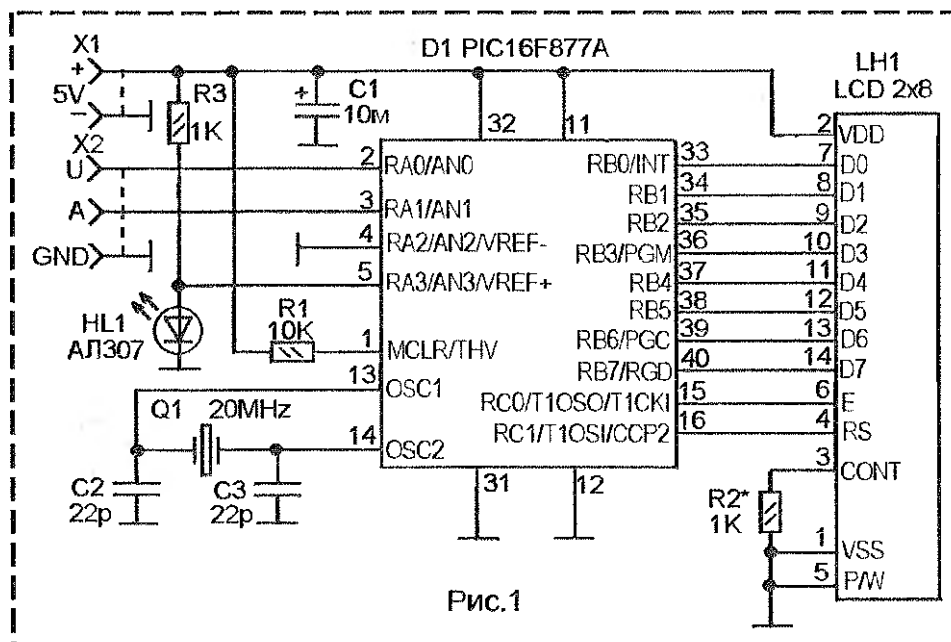 D1 PIC16F877A
X1
+
5V
−
X2
U
A
GND
R3
1K
+
C1
10м
HL1
АЛ307
R1
10K
Q1
20MHz
C2
22p
C3
22p
32
11
2
RA0/AN0
3
RA1/AN1
4
RA2/AN2/VREF-
5
RA3/AN3/VREF+
1
MCLR/THV
13
OSC1
14
OSC2
31
12
RB0/INT
33
RB1
34
RB2
35
RB3/PGM
36
RB4
37
RB5
38
RB6/PGC
39
RB7/RGD
40
RC0/T1OSO/T1CKI
15
RC1/T1OSI/CCP2
16
LH1
LCD 2x8
2
VDD
7
D0
8
D1
9
D2
10
D3
11
D4
12
D5
13
D6
14
D7
6
E
4
RS
3
CONT
R2*
1K
1
VSS
5
P/W
Рис.1